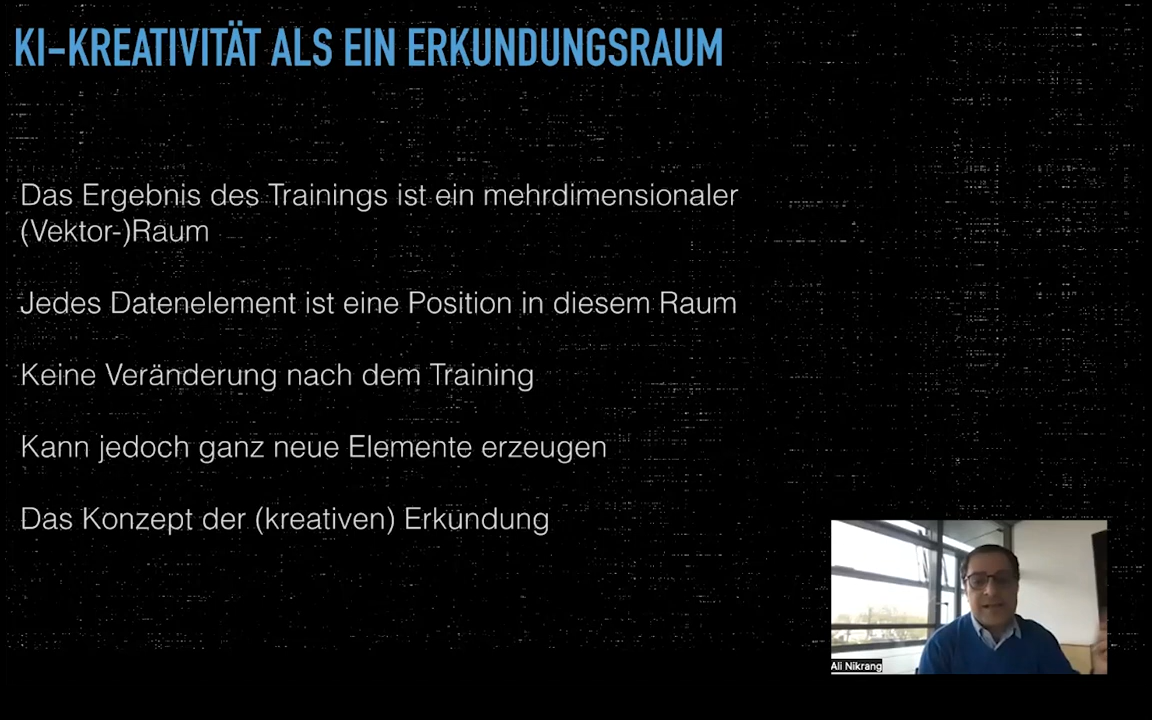 KI-KREATIVITÄT ALS EIN ERKUNDUNGSRAUM
Das Ergebnis des Trainings ist ein mehrdimensionaler
(Vektor-)Raum
Jedes Datenelement ist eine Position in diesem Raum
Keine Veränderung nach dem Training
Kann jedoch ganz neue Elemente erzeugen
Das Konzept der (kreativen) Erkundung
Ali Nikrang